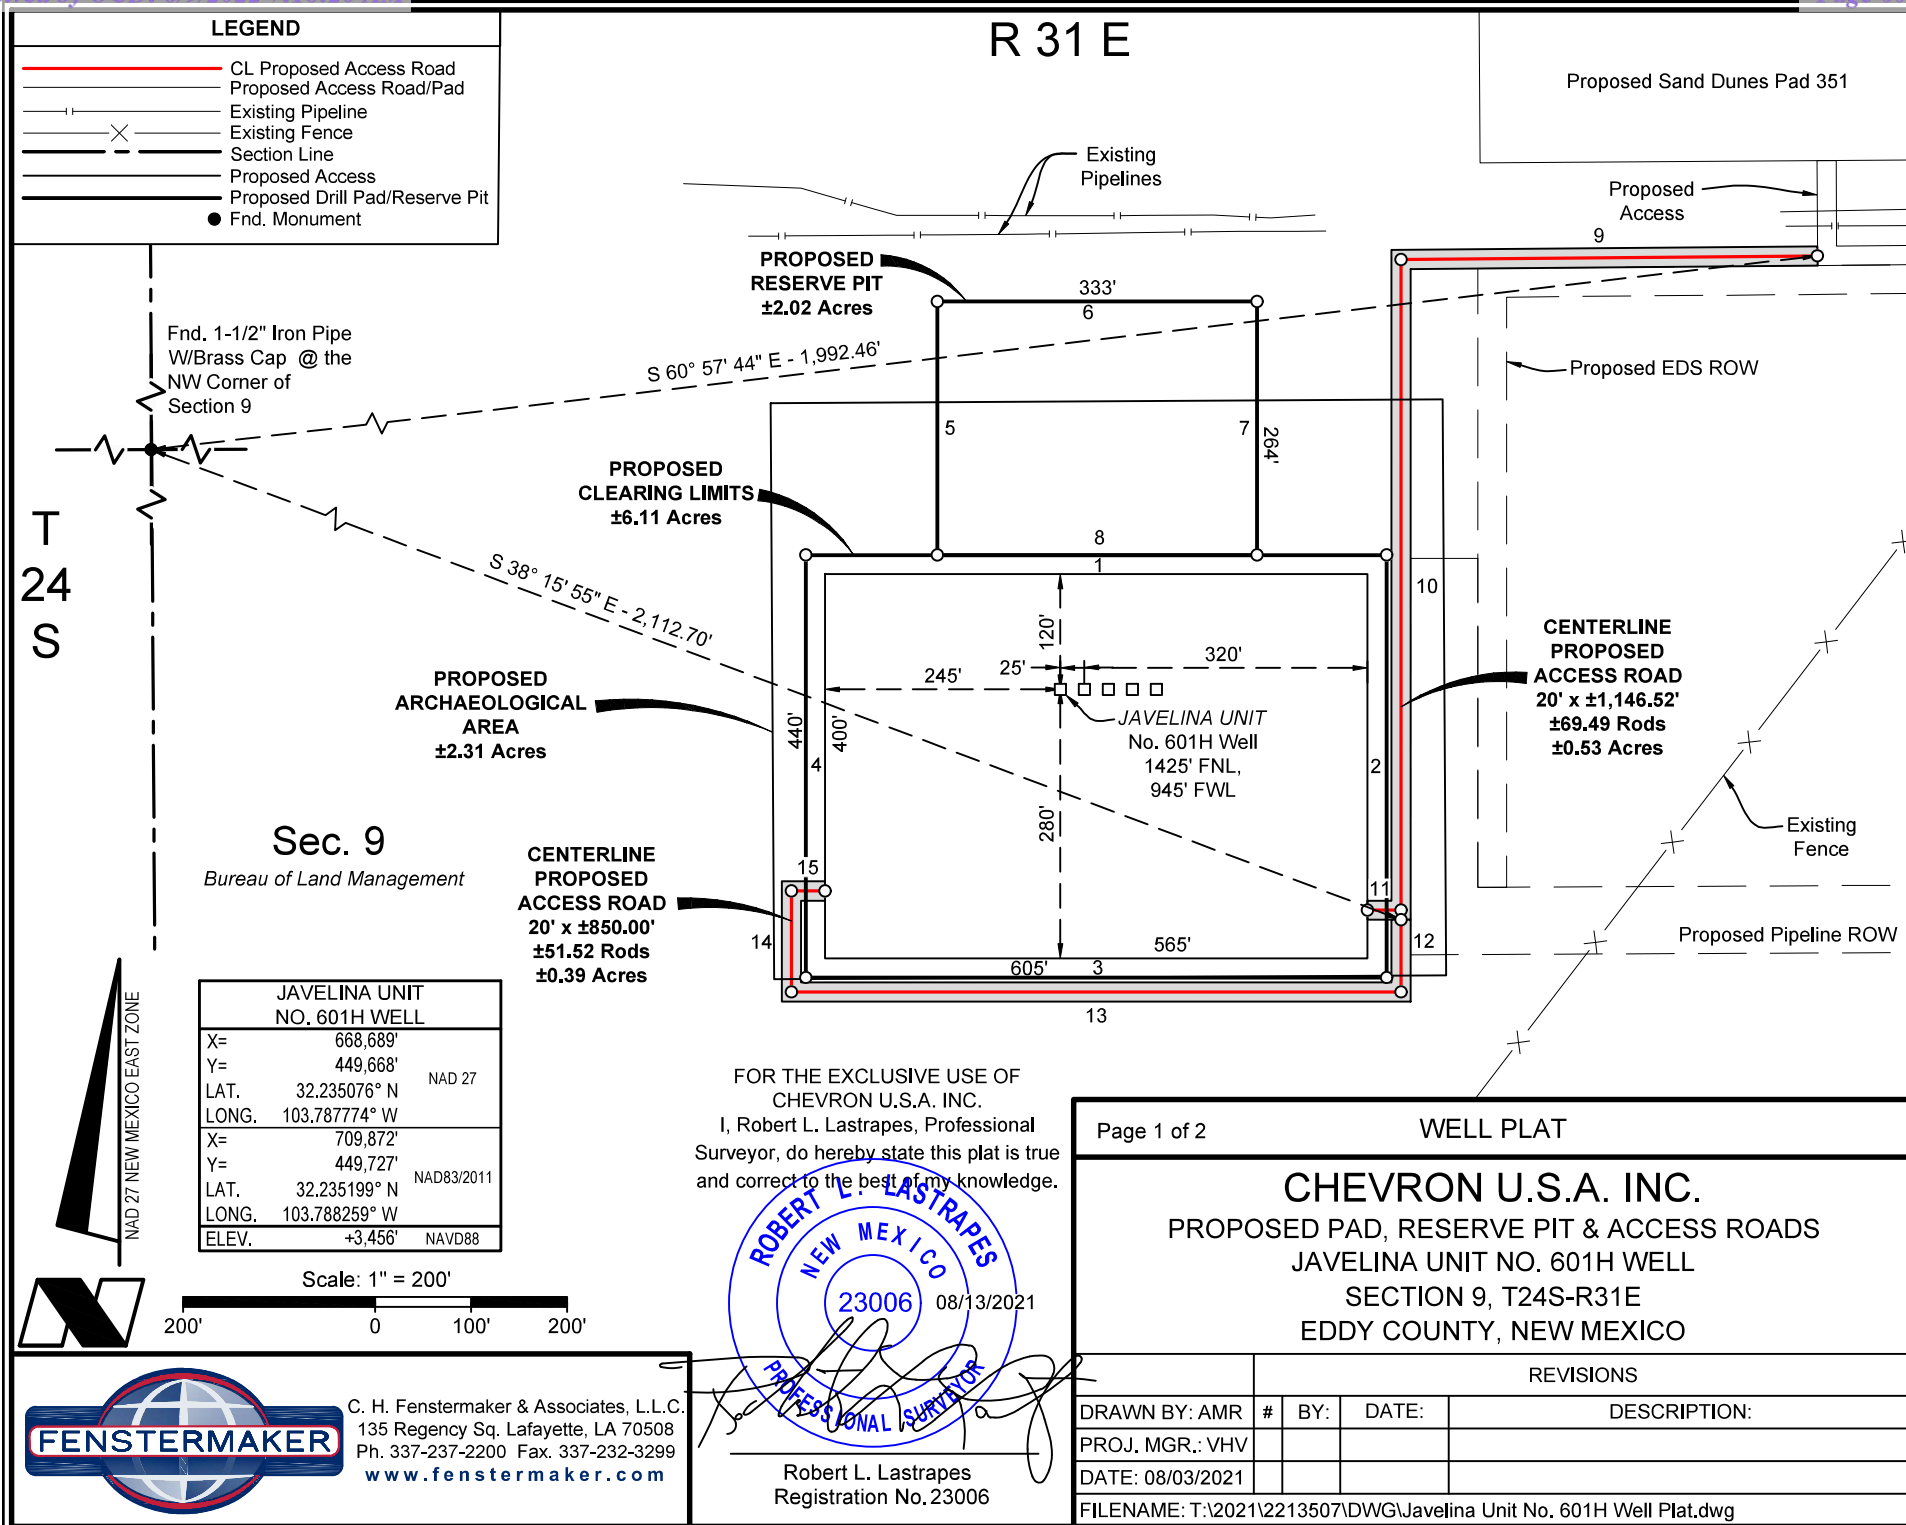 LEGEND
CL Proposed Access Road
Proposed Access Road/Pad
Existing Pipeline
Existing Fence
Section Line
Proposed Access
Proposed Drill Pad/Reserve Pit
Fnd. Monument
R 31 E
Proposed Sand Dunes Pad 351
Existing
Pipelines
Proposed
Access
9
PROPOSED
RESERVE PIT
±2.02 Acres
333'
6
Fnd. 1-1/2" Iron Pipe
W/Brass Cap @ the
NW Corner of
Section 9
S 60° 57' 44" E - 1,992.46'
Proposed EDS ROW
5
7
264'
PROPOSED
CLEARING LIMITS
±6.11 Acres
T
24
S
8
1
S 38° 15' 55" E - 2,112.70'
10
120'
25'
320'
245'
CENTERLINE
PROPOSED
ACCESS ROAD
20' x ±1,146.52'
±69.49 Rods
±0.53 Acres
PROPOSED
ARCHAEOLOGICAL
AREA
±2.31 Acres
440'
400'
4
JAVELINA UNIT
No. 601H Well
1425' FNL,
945' FWL
2
280'
Sec. 9
Bureau of Land Management
Existing
Fence
CENTERLINE
PROPOSED
ACCESS ROAD
20' x ±850.00'
±51.52 Rods
±0.39 Acres
15
11
14
12
Proposed Pipeline ROW
565'
605'
3
13
NAD 27 NEW MEXICO EAST ZONE
JAVELINA UNIT
NO. 601H WELL
X= 668,689'
Y= 449,668'
LAT. 32.235076° N
LONG. 103.787774° W
NAD 27
X= 709,872'
Y= 449,727'
LAT. 32.235199° N
LONG. 103.788259° W
NAD83/2011
ELEV. +3,456' NAVD88
Scale: 1" = 200'
200' 0 100' 200'
FOR THE EXCLUSIVE USE OF
CHEVRON U.S.A. INC.
I, Robert L. Lastrapes, Professional
Surveyor, do hereby state this plat is true
and correct to the best of my knowledge.
ROBERT L. LASTRAPES
NEW MEXICO
23006
08/13/2021
PROFESSIONAL SURVEYOR
Robert L. Lastrapes
Registration No. 23006
FENSTERMAKER
C. H. Fenstermaker & Associates, L.L.C.
135 Regency Sq. Lafayette, LA 70508
Ph. 337-237-2200 Fax. 337-232-3299
www.fenstermaker.com
Page 1 of 2
WELL PLAT
CHEVRON U.S.A. INC.
PROPOSED PAD, RESERVE PIT & ACCESS ROADS
JAVELINA UNIT NO. 601H WELL
SECTION 9, T24S-R31E
EDDY COUNTY, NEW MEXICO
REVISIONS
DRAWN BY: AMR # BY: DATE: DESCRIPTION:
PROJ. MGR.: VHV
DATE: 08/03/2021
FILENAME: T:\2021\2213507\DWG\Javelina Unit No. 601H Well Plat.dwg